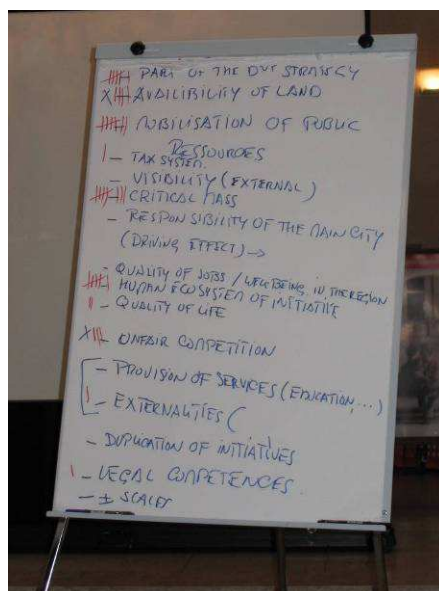 PART OF THE DVT STRATEGY
X AVAILIBILITY OF LAND
MOBILISATION OF PUBLIC
RESSOURCES
- TAX SYSTEM.
- VISIBILITY (EXTERNAL)
- CRITICAL MASS
- RESPONSIBILITY OF THE MAIN CITY
(DRIVING EFFECT) →
- QUALITY OF JOBS / WELL BEING IN THE REGION
HUMAN ECOSYSTEM OF INITIATIVE
- QUALITY OF LIFE
X - UNFAIR COMPETITION
- PROVISION OF SERVICES (EDUCATION, ...)
- EXTERNALITIES (
- DUPLICATION OF INITIATIVES
- LEGAL COMPETENCES.
- ± SCALES